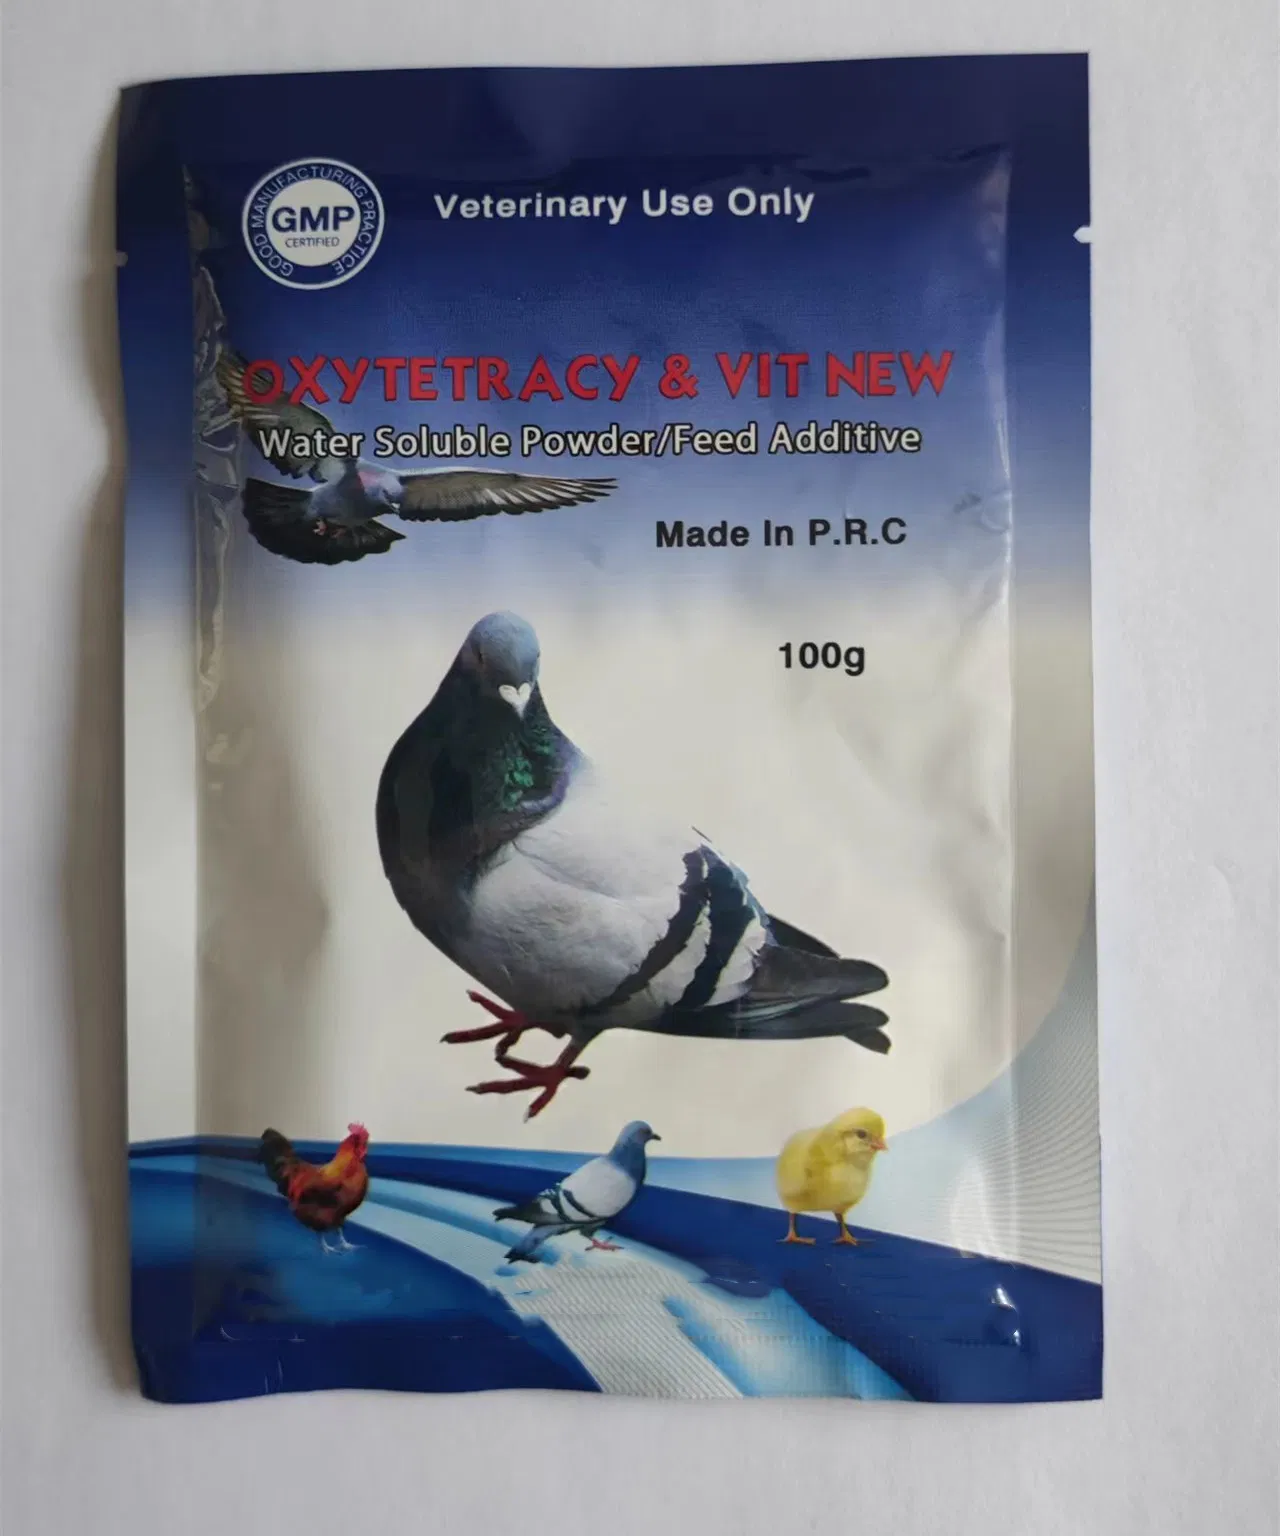 GOOD MANUFACTURING PRACTICE
GMP
CERTIFIED
Veterinary Use Only
OXYTETRACY & VIT NEW
Water Soluble Powder/Feed Additive
Made In P.R.C
100g